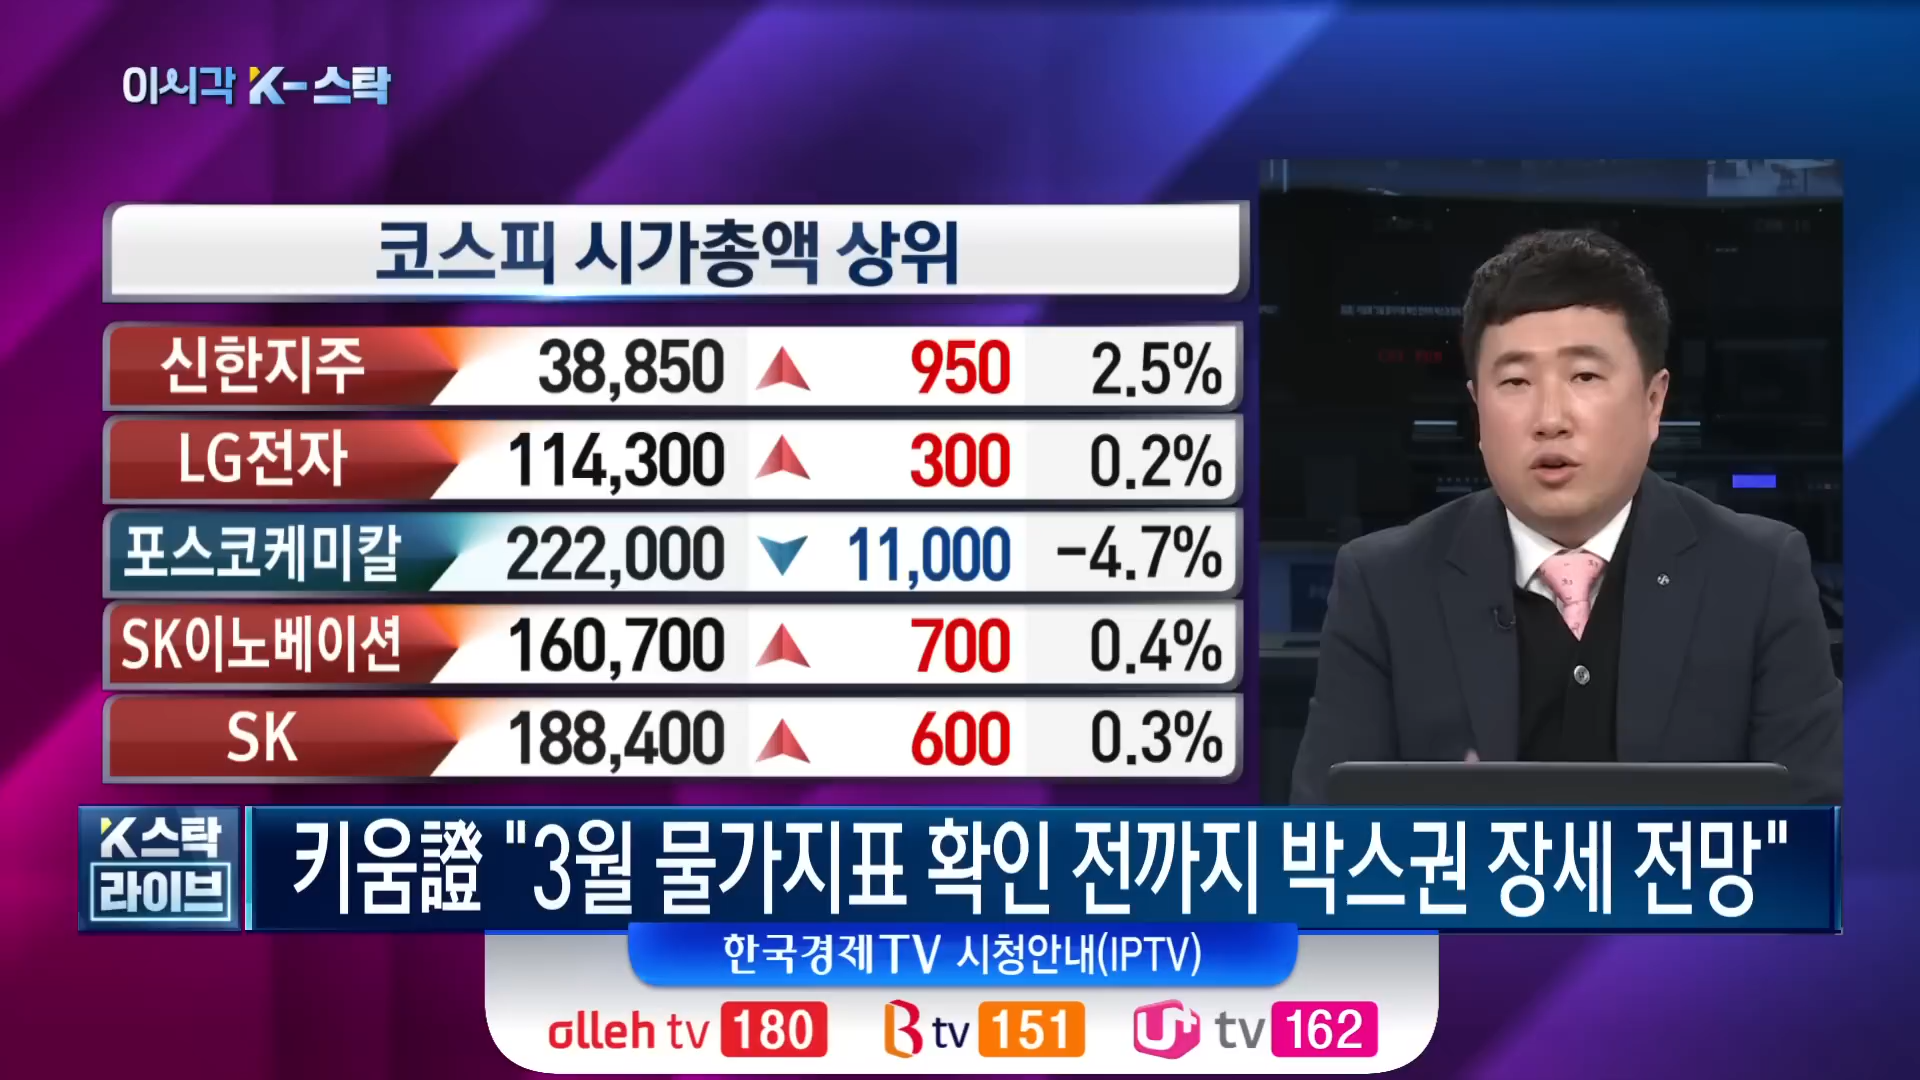 이시각 K-스탁
코스피 시가총액 상위
신한지주 38,850 950 2.5%
LG전자 114,300 300 0.2%
포스코케미칼 222,000 11,000 -4.7%
SK이노베이션 160,700 700 0.4%
SK 188,400 600 0.3%
K스탁
라이브
키움證 "3월 물가지표 확인 전까지 박스권 장세 전망"
한국경제TV 시청안내(IPTV)
olleh tv 180 B tv 151 U+ tv 162